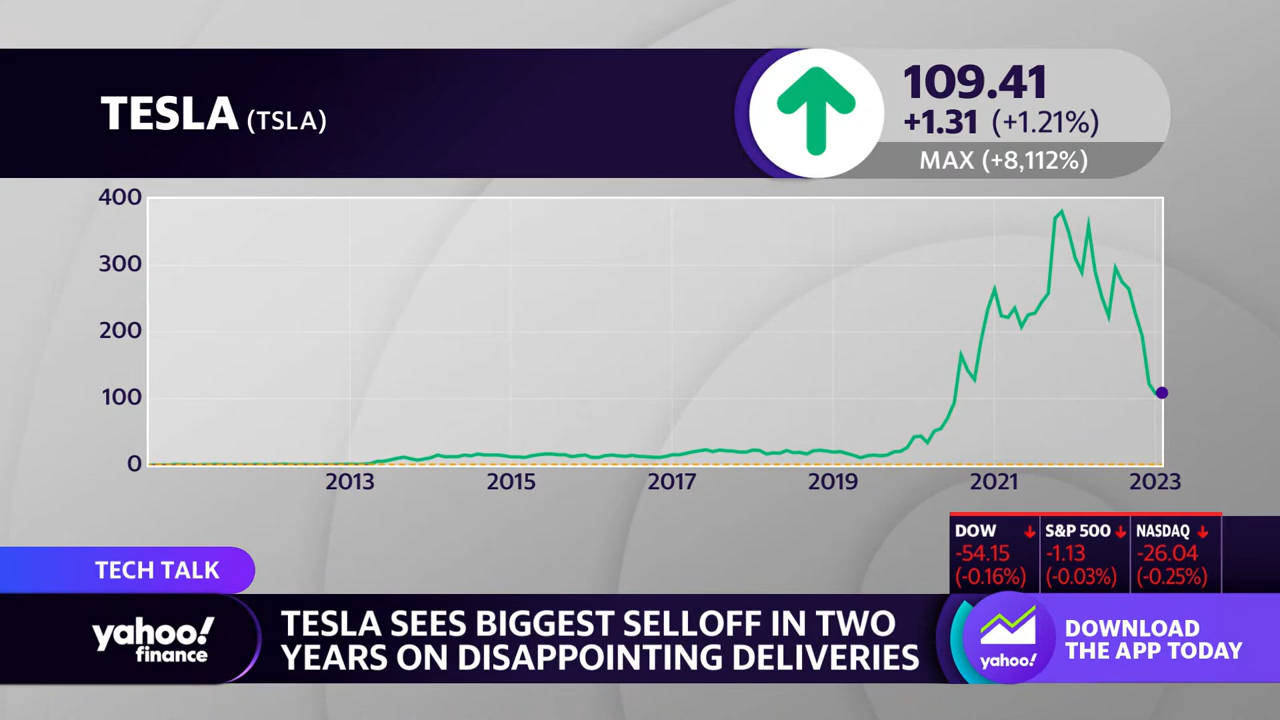 TESLA (TSLA)
109.41
+1.31 (+1.21%)
MAX (+8,112%)
400
300
200
100
0
2013 2015 2017 2019 2021 2023
DOW
-54.15
(-0.16%)
S&P 500
-1.13
(-0.03%)
NASDAQ
-26.04
(-0.25%)
TECH TALK
yahoo!
finance
TESLA SEES BIGGEST SELLOFF IN TWO
YEARS ON DISAPPOINTING DELIVERIES
yahoo!
DOWNLOAD
THE APP TODAY